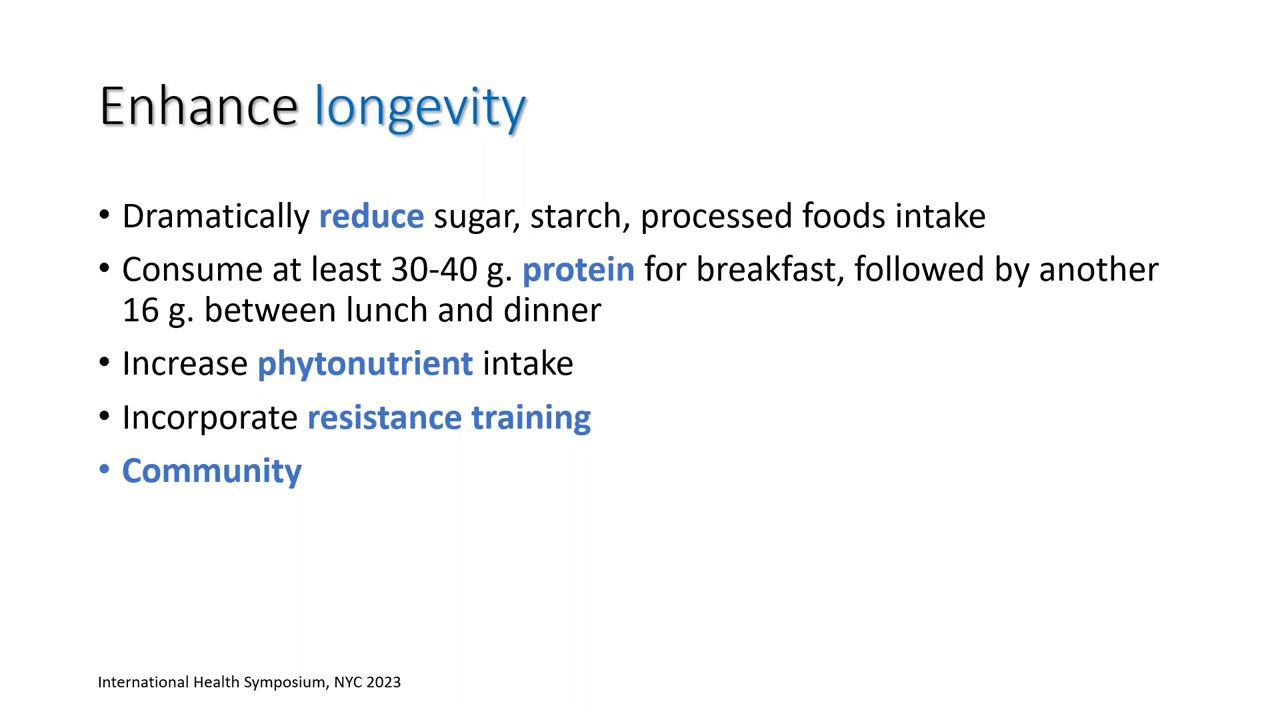 Enhance longevity
• Dramatically reduce sugar, starch, processed foods intake
• Consume at least 30-40 g. protein for breakfast, followed by another
16 g. between lunch and dinner
• Increase phytonutrient intake
• Incorporate resistance training
• Community
International Health Symposium, NYC 2023